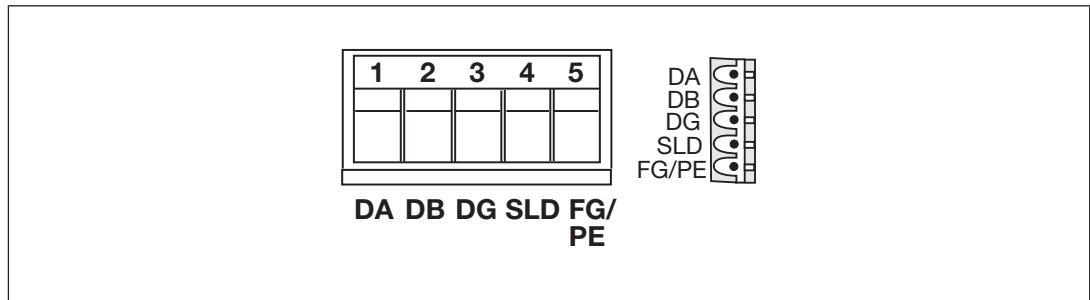 1 2 3 4 5
DA DB DG SLD FG/
PE
DA
DB
DG
SLD
FG/PE